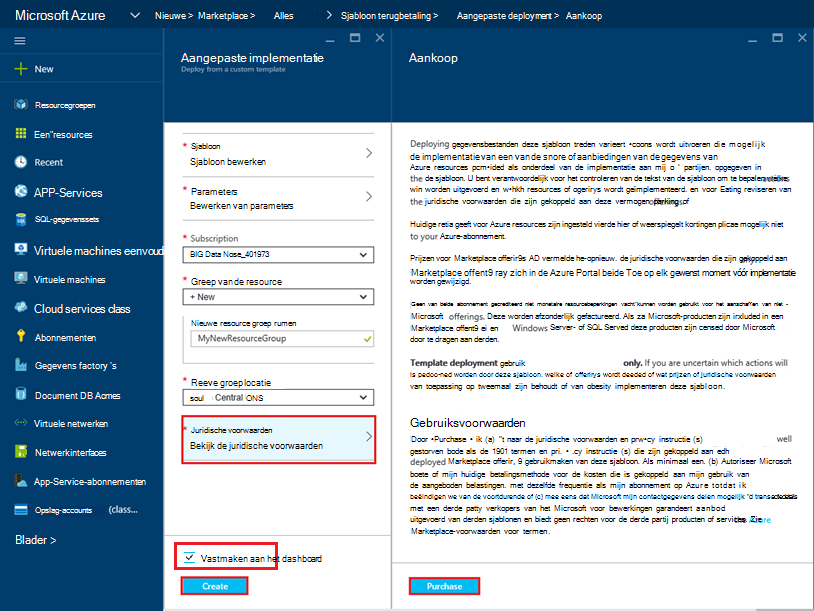 Microsoft Azure Nieuwe > Marketplace > Alles > Sjabloon terugbetaling > Aangepaste deployment > Aankoop
New
Resourcegroepen
Een"resources
Recent
APP-Services
SQL-gegevenssets
Virtuele machines eenvoud
Virtuele machines
Cloud services class
Abonnementen
Gegevens factory 's
Document DB Acmes
Virtuele netwerken
Netwerkinterfaces
App-Service-abonnementen
Opslag-accounts (class...
Blader >
Aangepaste implementatie
Deploy from a custom template
* Sjabloon
Sjabloon bewerken
* Parameters
Bewerken van parameters
* Subscription
BIG Data Nose_401973
* Greep van de resource
+ New
Nieuwe resource groep rumen
MyNewResourceGroup
* Reeve groeplocatie
soul Central ONS
* Juridische voorwaarden
Bekijk de juridische voorwaarden
Vastmaken aan het dashboard
Create
Aankoop
Deploying gegevensbestanden deze sjabloon treden varieert •coons wordt uitvoeren die mogelijk
de implementatie van een van de snore of aanbiedingen van de gegevens van
Azure resources pcm•ided als onderdeel van de implementatie aan mij o ' partijen. opgegeven in
the de sjabloon. U bent verantwoordelijk voor het controleren van de tekst van de sjabloon om te bepalen
win worden uitgevoerd en w•hkh resources of ogerirys wordt geïmplementeerd. en voor Eating reviseren van
the juridische voorwaarden die zijn gekoppeld aan deze vermogen of
Huidige retia geeft voor Azure resources zijn ingesteld vierde hier of weerspiegelt kortingen plicae mogelijk niet
to your Azure-abonnement.
Prijzen voor Marketplace offerir9s AD vermelde he-opnieuw. de juridische voorwaarden die zijn gekoppeld aan
Marketplace offent9 ray zich in de Azure Portal beide Toe op elk gewenst moment vóór implementatie
worden gewijzigd.
Geen van beide abonnement gecrediteerd niet monetaire resourcebeperkingen vacht'kunnen worden gebruikt voor het aanschaffen van niet -
Microsoft offerings. Deze worden afzonderlijk gefactureerd. Als za Microsoft-producten zijn irxluded in een
Marketplace offent9 ei en Windows Server- of SQL Served deze producten zijn censed door Microsoft
door te dragen aan derden.
Template deployment gebruik only. If you are uncertain which actions will
is pedoo-ned worden door deze sjabloon. welke of offerirys wordt deleted of wat prijzen of juridische voorwaarden
van toepassing op tweemaal zijn behoudt of van obesity implementeren deze sjabloon.
Gebruiksvoorwaarden
Door •Purchase • ik (a) "t naar de juridische voorwaarden en prw•cy instructie (s) well
gestorven bode als de 1901 termen en pri. • .cy instructie (s) die zijn gekoppeld aan edh
deployed Marketplace offerir, 9 gebruikmaken van deze sjabloon. Als minimaal een. (b) Autoriseer Microsoft
boete of mijn huidige betalingsmethode voor de kosten die is gekoppeld aan mijn gebruik van
de aangeboden belastingen. met dezelfde frequentie als mijn abonnement op Azure totdat ik
beëindigen we van de voortdurende of (c) mee eens dat Microsoft mijn contactgegevens delen mogelijk "d
met een derde patty verkopers van het Microsoft voor bewerkingen garandeert aanbod
uitgevoerd van derden sjablonen en biedt geen rechten voor de derde partij producten of services. Zie
Marketplace-voorwaarden voor termen.
Purchase